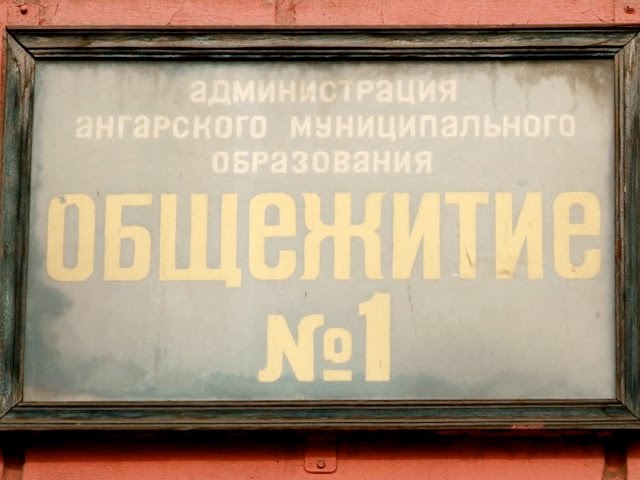 администрация
ангарского муниципального
образования
общежитие
№1